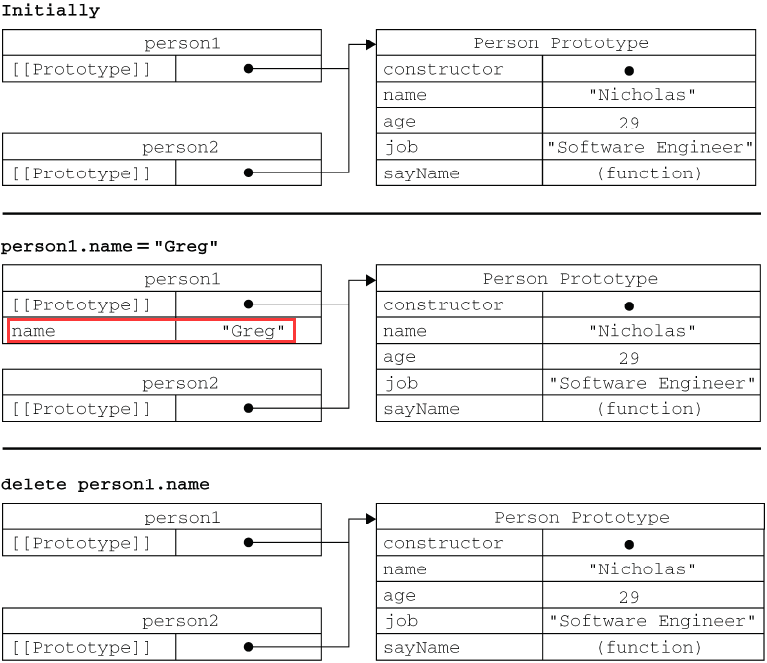 Initially
person1
[[Prototype]]
person2
[[Prototype]]
Person Prototype
constructor
name "Nicholas"
age 29
job "Software Engineer"
sayName (function)
person1.name = "Greg"
person1
[[Prototype]]
name "Greg"
person2
[[Prototype]]
Person Prototype
constructor
name "Nicholas"
age 29
job "Software Engineer"
sayName (function)
delete person1.name
person1
[[Prototype]]
person2
[[Prototype]]
Person Prototype
constructor
name "Nicholas"
age 29
job "Software Engineer"
sayName (function)